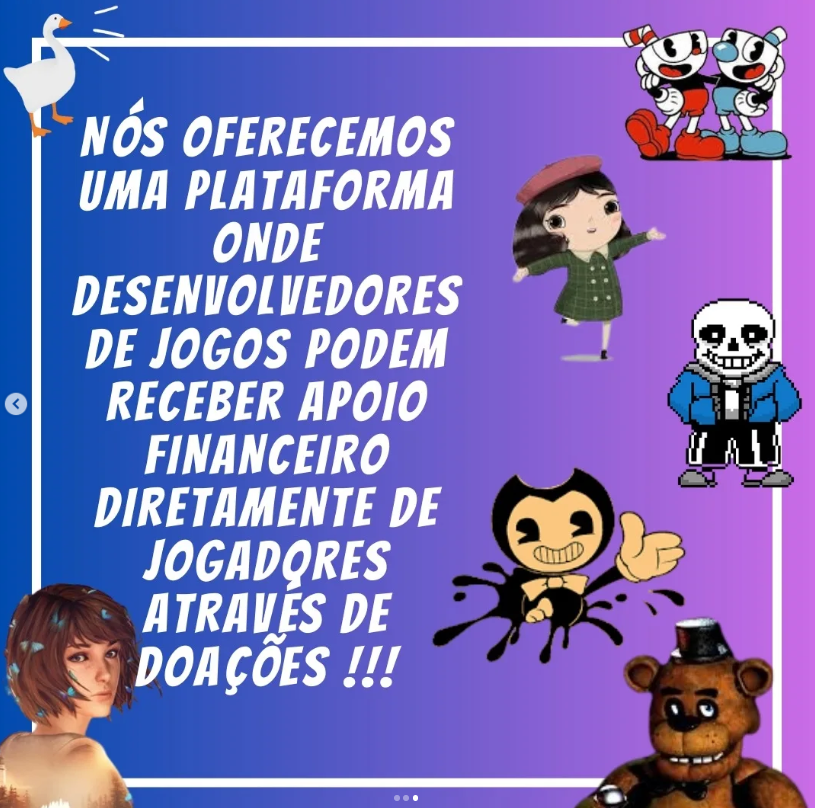 NÓS OFERECEMOS
UMA PLATAFORMA
ONDE
DESENVOLVEDORES
DE JOGOS PODEM
RECEBER APOIO
FINANCEIRO
DIRETAMENTE DE
JOGADORES
ATRAVÉS DE
DOAÇÕES !!!